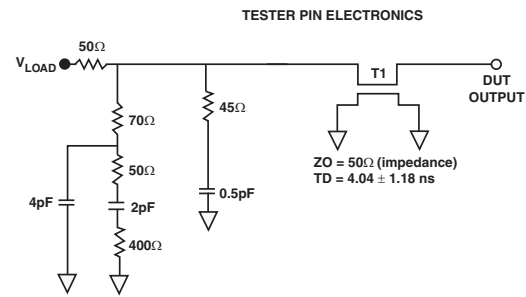 TESTER PIN ELECTRONICS
50Ω
VLOAD
T1
DUT
OUTPUT
70Ω
45Ω
ZO = 50Ω (impedance)
TD = 4.04 ± 1.18 ns
50Ω
0.5pF
4pF
2pF
400Ω